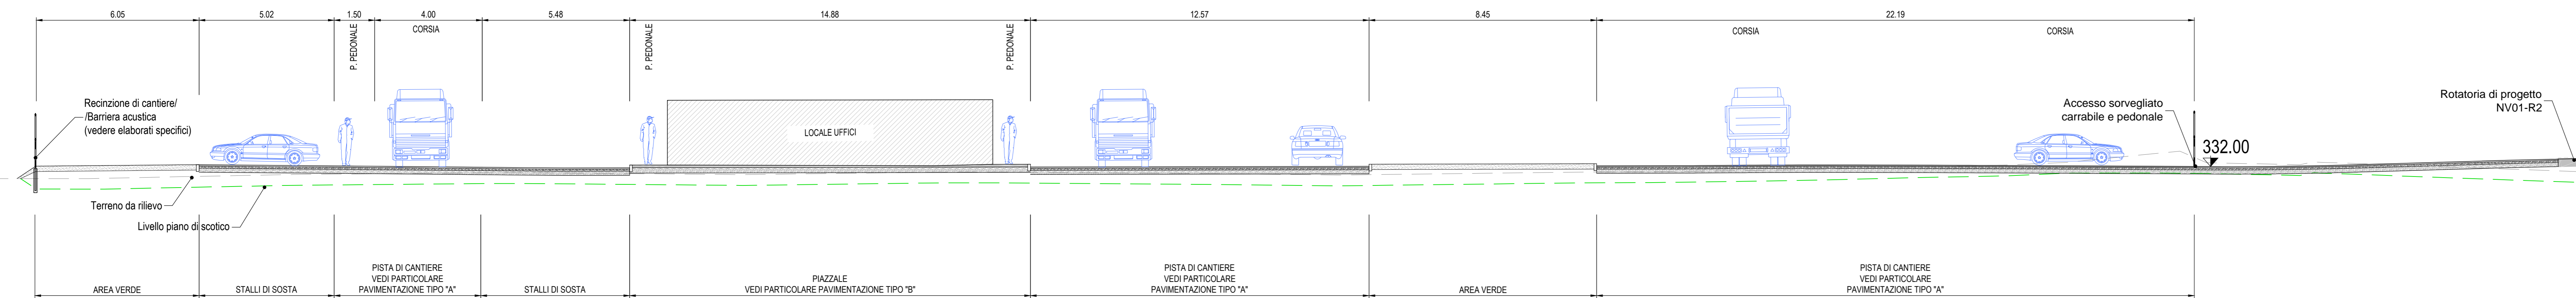 6.05
5.02
1.50
4.00
5.48
14.88
12.57
8.45
22.19
P. PEDONALE
CORSIA
P. PEDONALE
P. PEDONALE
CORSIA
CORSIA
Recinzione di cantiere/
/Barriera acustica
(vedere elaborati specifici)
LOCALE UFFICI
Accesso sorvegliato
carrabile e pedonale
332.00
Rotatoria di progetto
NV01-R2
Terreno da rilievo
Livello piano di scotico
AREA VERDE
STALLI DI SOSTA
PISTA DI CANTIERE
VEDI PARTICOLARE
PAVIMENTAZIONE TIPO "A"
STALLI DI SOSTA
PIAZZALE
VEDI PARTICOLARE PAVIMENTAZIONE TIPO "B"
PISTA DI CANTIERE
VEDI PARTICOLARE
PAVIMENTAZIONE TIPO "A"
AREA VERDE
PISTA DI CANTIERE
VEDI PARTICOLARE
PAVIMENTAZIONE TIPO "A"